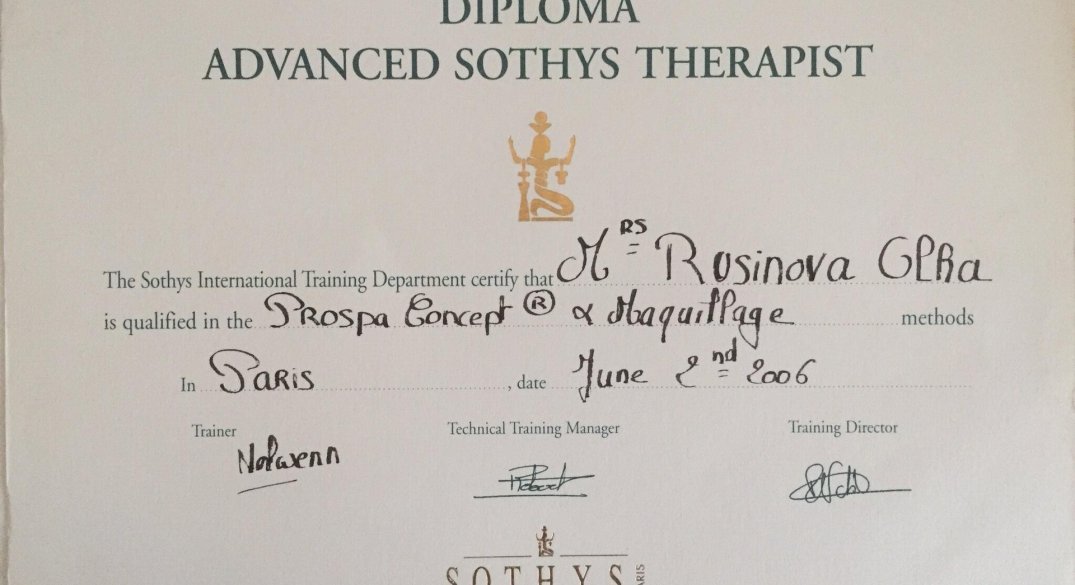 DIPLOMA
ADVANCED SOTHYS THERAPIST
The Sothys International Training Department certify that Mrs Rosinova
is qualified in the Prospa Concept ® & Maquillage methods
In Paris, date June 2nd 2006
Trainer Technical Training Manager Training Director
Nolwenn
SOTHYS
PARIS